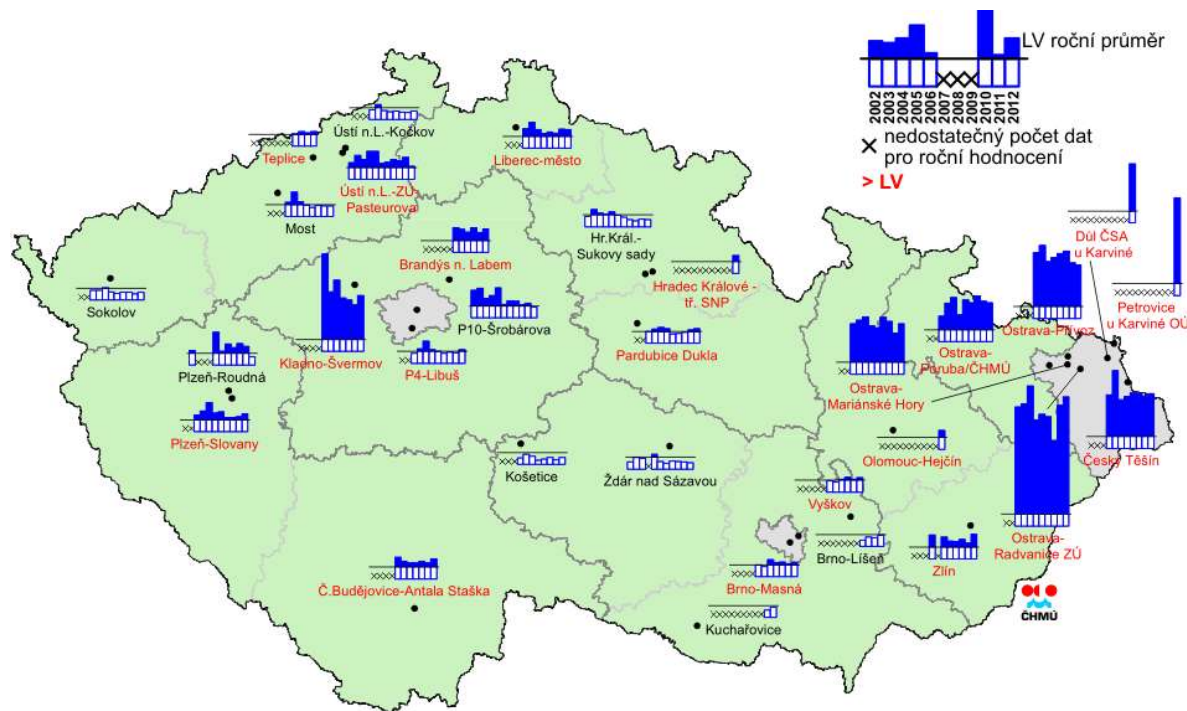 LV roční průměr
2002
2003
2004
2005
2006
2007
2008
2009
2010
2011
2012
nedostatečný počet dat
pro roční hodnocení
> LV
Ústí n.L.-Kočkov
Teplice
Liberec-město
Ústí n.L.-ZÚ-
Pasteurova
Most
Hr.Král.-
Sukovy sady
Důl ČSA
u Karviné
Brandýs n. Labem
Hradec Králové -
tř. SNP
Petrovice
u Karviné OÚ
Sokolov
P10-Šrobárova
Ostrava-Přívoz
Kladno-Švermov
Plzeň-Roudná
P4-Libuš
Pardubice Dukla
Ostrava-
Poruba/ČHMÚ
Ostrava-
Mariánské Hory
Plzeň-Slovany
Olomouc-Hejčín
Český Těšín
Košetice
Ždár nad Sázavou
Vyškov
Ostrava-
Radvanice ZÚ
Brno-Líšeň
Zlín
Č.Budějovice-Antala Staška
Brno-Masná
Kuchařovice
ČHMÚ